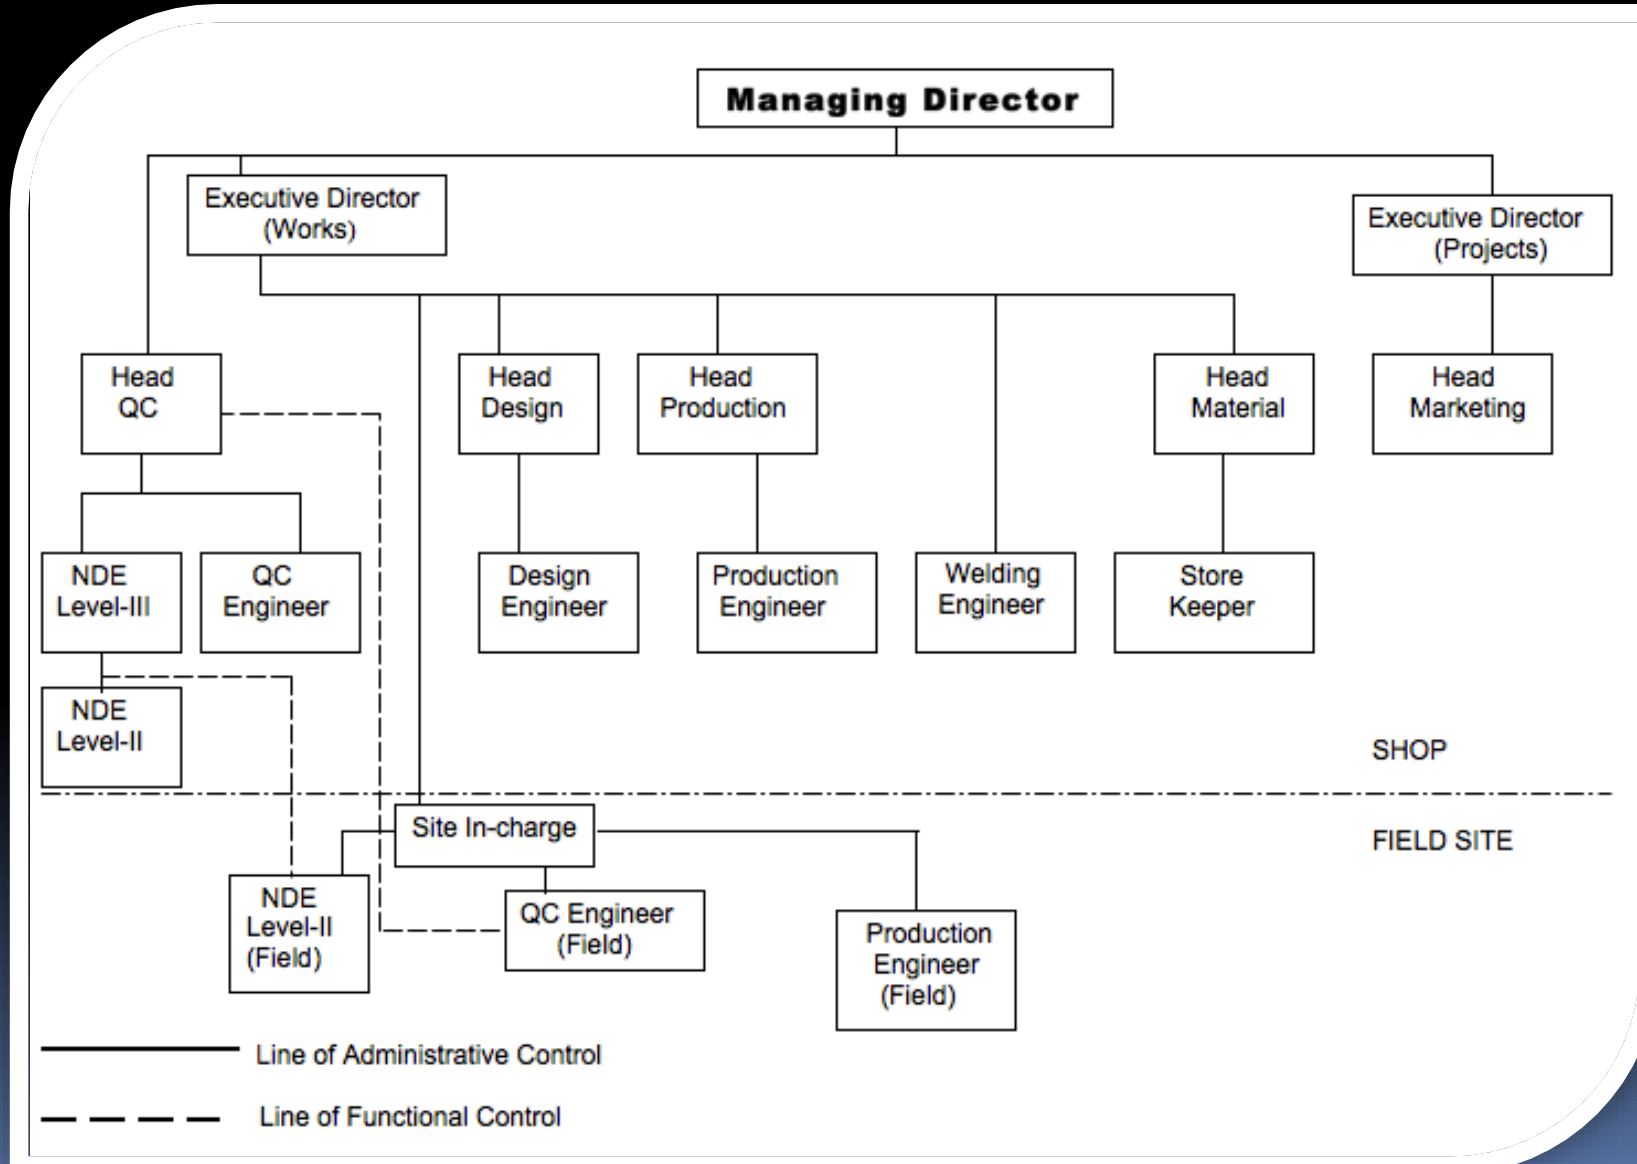 Managing Director
Executive Director
(Works)
Executive Director
(Projects)
Head
QC
Head
Design
Head
Production
Head
Material
Head
Marketing
NDE
Level-III
QC
Engineer
Design
Engineer
Production
Engineer
Welding
Engineer
Store
Keeper
NDE
Level-II
SHOP
Site In-charge
FIELD SITE
NDE
Level-II
(Field)
QC Engineer
(Field)
Production
Engineer
(Field)
Line of Administrative Control
Line of Functional Control